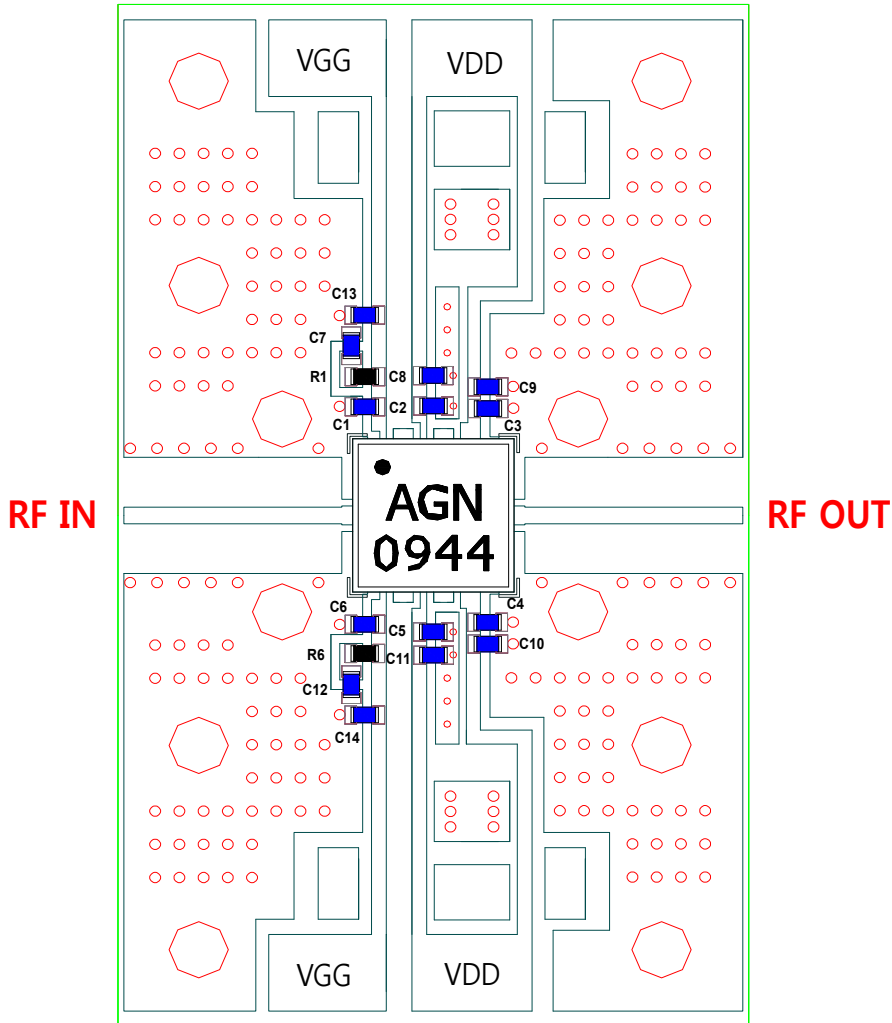 VGG
VDD
C13
C7
R1
C8
C9
C1
C2
C3
RF IN
AGN
0944
RF OUT
C6
C5
C4
R6
C11
C10
C12
C14
VGG
VDD